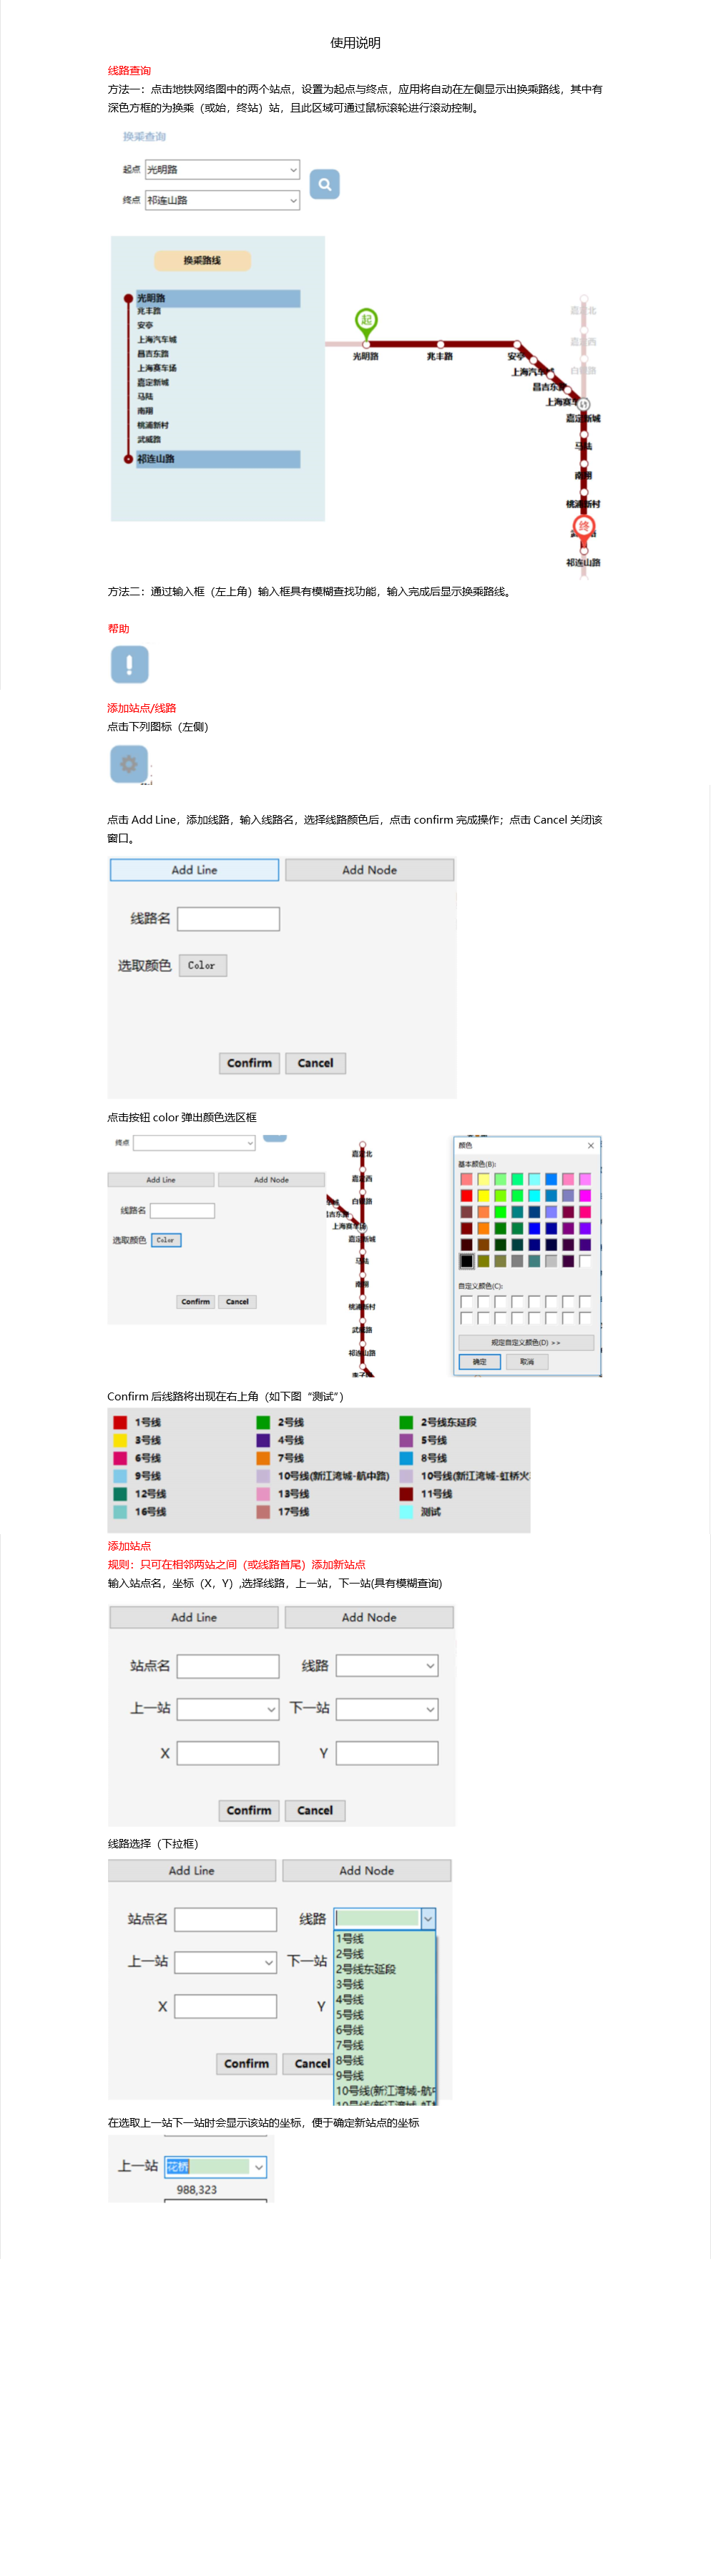 使用说明
线路查询
方法一：点击地铁网络图中的两个站点，设置为起点与终点，应用将自动在左侧显示出换乘路线，其中有
深色方框的为换乘（或始，终站）站，且此区域可通过鼠标滚轮进行滚动控制。
换乘查询
起点 光明路
终点 祁连山路
换乘路线
光明路
兆丰路
安亭
上海汽车城
昌吉东路
上海赛车场
嘉定新城
马陆
南翔
桃浦新村
武威路
祁连山路
起
光明路 兆丰路 安亭
上海汽车城
昌吉东路
上海赛车
嘉定北
嘉定西
白银路
嘉定新城
马陆
南翔
桃浦新村
终
祁连山路
方法二：通过输入框（左上角）输入框具有模糊查找功能，输入完成后显示换乘路线。
帮助
添加站点/线路
点击下列图标（左侧）
点击 Add Line，添加线路，输入线路名，选择线路颜色后，点击 confirm 完成操作；点击 Cancel 关闭该
窗口。
Add Line Add Node
线路名
选取颜色 Color
Confirm Cancel
点击按钮 color 弹出颜色选区框
终点
Add Line Add Node
线路名
选取颜色 Color
Confirm Cancel
嘉定北
嘉定西
白银路
昌吉东路
上海赛车场
嘉定新城
马陆
南翔
桃浦新村
武威路
祁连山路
颜色
基本颜色(B):
自定义颜色(C):
规定自定义颜色(D) >>
确定 取消
Confirm 后线路将出现在右上角（如下图“测试”）
1号线 2号线 2号线东延段
3号线 4号线 5号线
6号线 7号线 8号线
9号线 10号线(新江湾城-航中路) 10号线(新江湾城-虹桥火
12号线 13号线 11号线
16号线 17号线 测试
添加站点
规则：只可在相邻两站之间（或线路首尾）添加新站点
输入站点名，坐标（X，Y）,选择线路，上一站，下一站(具有模糊查询)
Add Line Add Node
站点名 线路
上一站 下一站
X Y
Confirm Cancel
线路选择（下拉框）
Add Line Add Node
站点名 线路
上一站 下一站
X Y
Confirm Cancel
1号线
2号线
2号线东延段
3号线
4号线
5号线
6号线
7号线
8号线
9号线
10号线(新江湾城-航中
10号线(新江湾城-虹桥
在选取上一站下一站时会显示该站的坐标，便于确定新站点的坐标
上一站 花桥
988,323